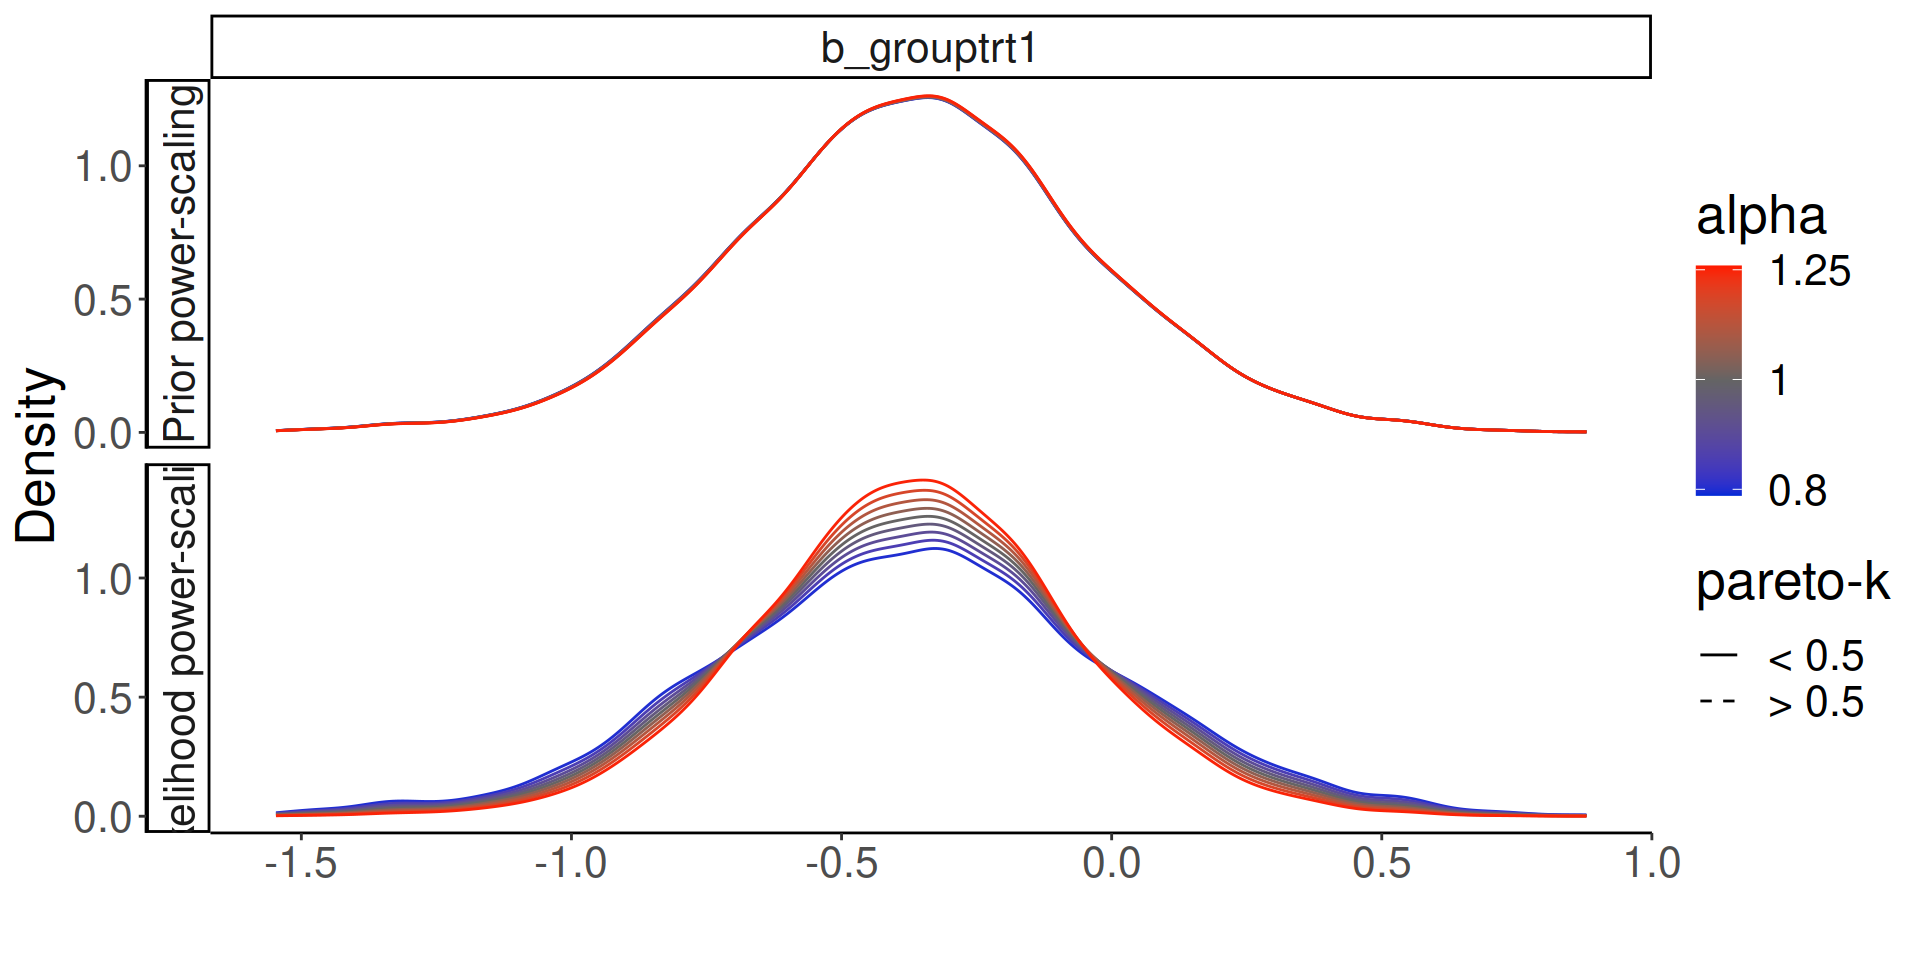 b_grouptrt1
Density
Prior power-scaling
1.0
0.5
0.0
kelihood power-scali
1.0
0.5
0.0
-1.5 -1.0 -0.5 0.0 0.5 1.0
alpha
1.25
1
0.8
pareto-k
< 0.5
> 0.5